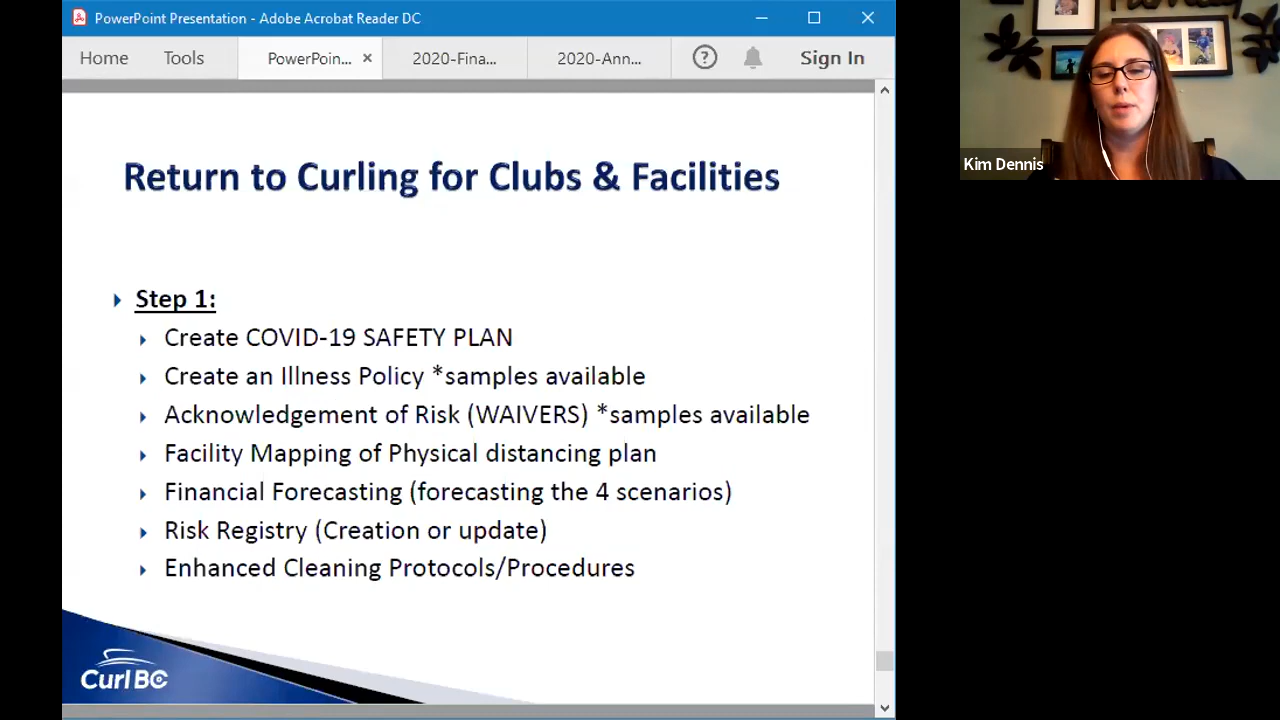 PowerPoint Presentation - Adobe Acrobat Reader DC
Home Tools PowerPoin... × 2020-Fina... 2020-Ann... ? Sign In
Return to Curling for Clubs & Facilities
Step 1:
Create COVID-19 SAFETY PLAN
Create an Illness Policy *samples available
Acknowledgement of Risk (WAIVERS) *samples available
Facility Mapping of Physical distancing plan
Financial Forecasting (forecasting the 4 scenarios)
Risk Registry (Creation or update)
Enhanced Cleaning Protocols/Procedures
Curl BC
Kim Dennis